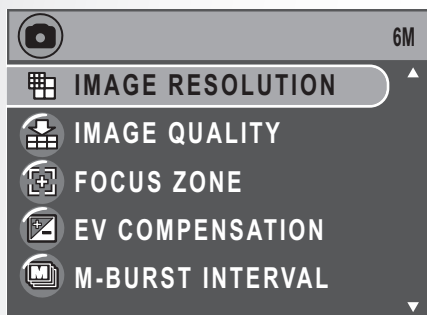 6M
IMAGE RESOLUTION
IMAGE QUALITY
FOCUS ZONE
EV COMPENSATION
M-BURST INTERVAL